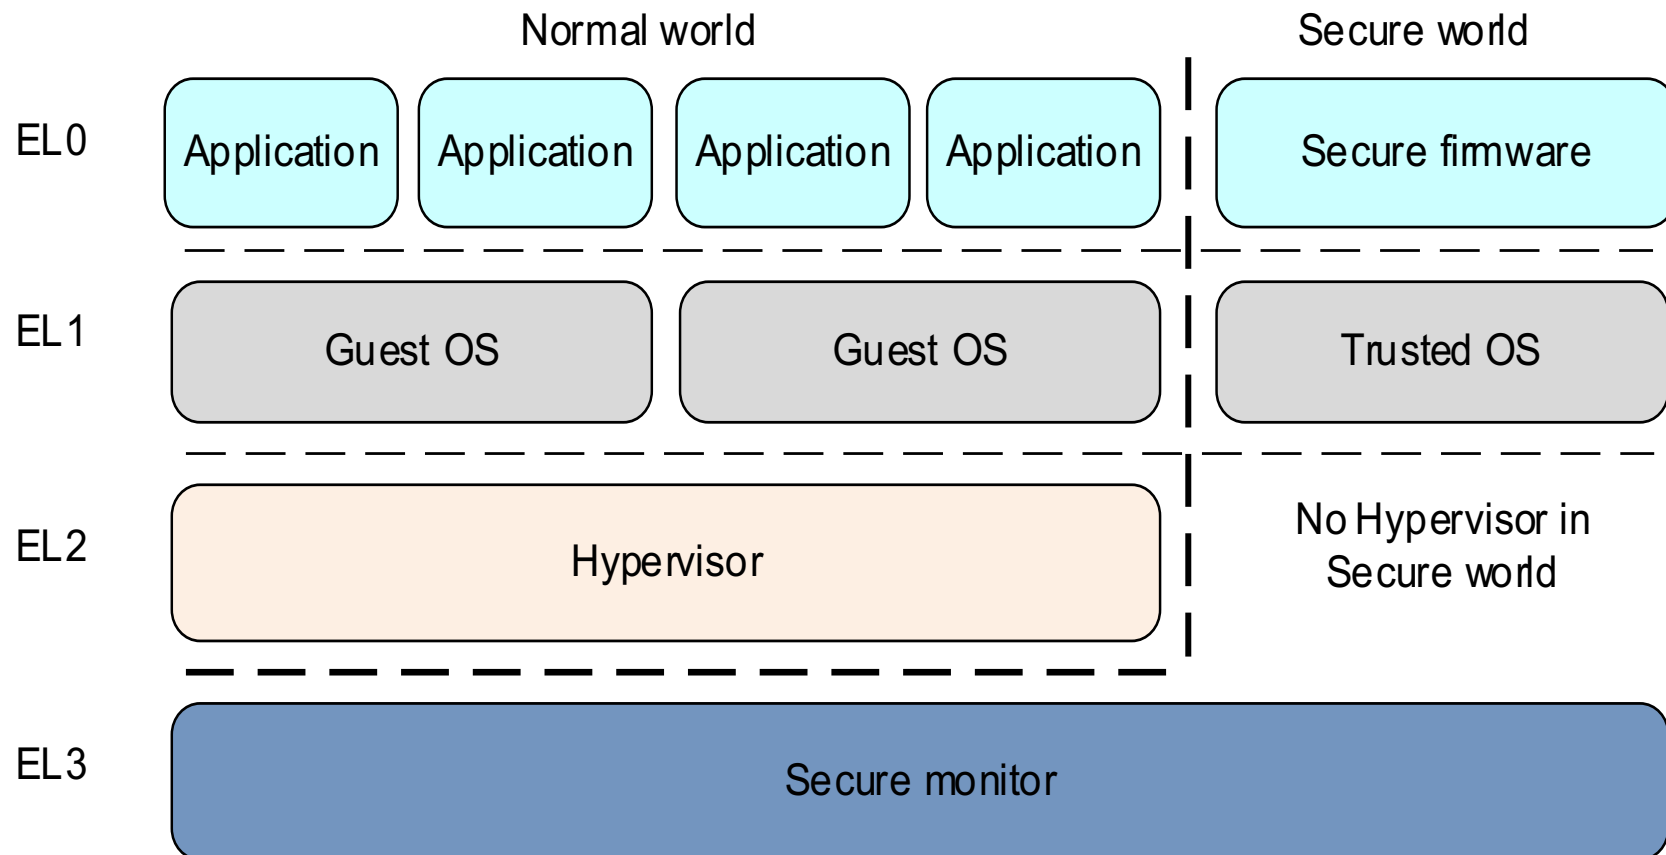 Normal world
Secure world
EL0
Application
Application
Application
Application
Secure firmware
EL1
Guest OS
Guest OS
Trusted OS
EL2
Hypervisor
No Hypervisor in
Secure world
EL3
Secure monitor